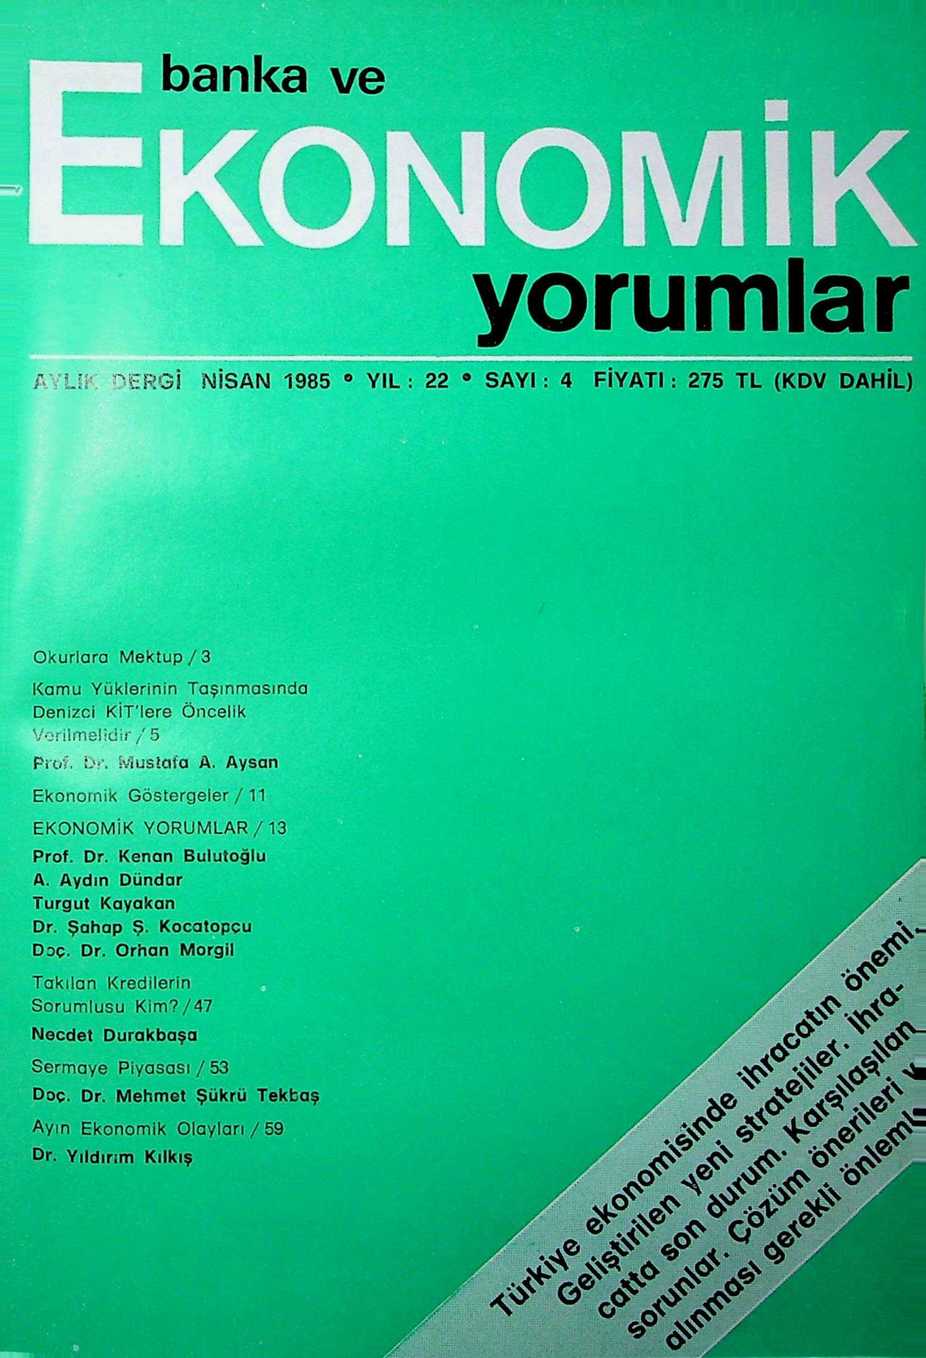 banka ve
EKONOMİK
yorumlar
AYLIK DERGİ NİSAN 1985 • YIL : 22 • SAYI : 4 FİYATI : 275 TL (KDV DAHİL)
Okurlara Mektup / 3
Kamu Yüklerinin Taşınmasında
Denizci KİT'lere Öncelik
Verilmelidir / 5
Prof. Dr. Mustafa A. Aysan
Ekonomik Göstergeler / 11
EKONOMİK YORUMLAR / 13
Prof. Dr. Kenan Bulutoğlu
A. Aydın Dündar
Turgut Kayakan
Dr. Şahap Ş. Kocatopçu
Doç. Dr. Orhan Morgil
Takılan Kredilerin
Sorumlusu Kim? / 47
Necdet Durakbaşa
Sermaye Piyasası / 53
Doç. Dr. Mehmet Şükrü Tekbaş
Ayın Ekonomik Olayları / 59
Dr. Yıldırım Kılkış
Türkiye ekonomisinde ihracatın önemi.
Geliştirilen yeni stratejiler. İhra-
catta son durum. Karşılaşılan
sorunlar. Çözüm önerileri
alınması gerekli